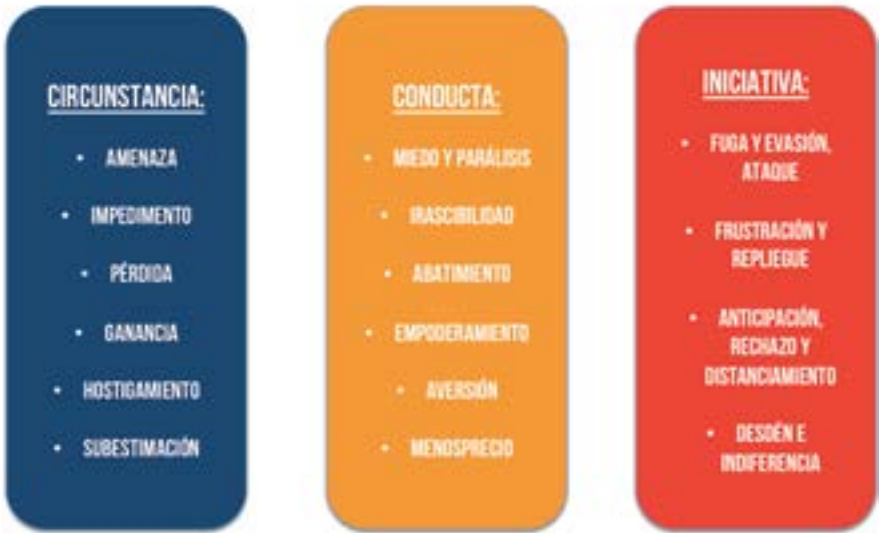 CIRCUNSTANCIA:
• AMENAZA
• IMPEDIMENTO
• PÉRDIDA
• GANANCIA
• HOSTIGAMIENTO
• SUBESTIMACIÓN
CONDUCTA:
• MIEDO Y PARÁLISIS
• IRASCIBILIDAD
• ABATIMIENTO
• EMPODERAMIENTO
• AVERSIÓN
• MENOSPRECIO
INICIATIVA:
• FUGA Y EVASIÓN,
ATAQUE
• FRUSTRACIÓN Y
REPLIEGUE
• ANTICIPACIÓN,
RECHAZO Y
DISTANCIAMIENTO
• DESDÉN E
INDIFERENCIA